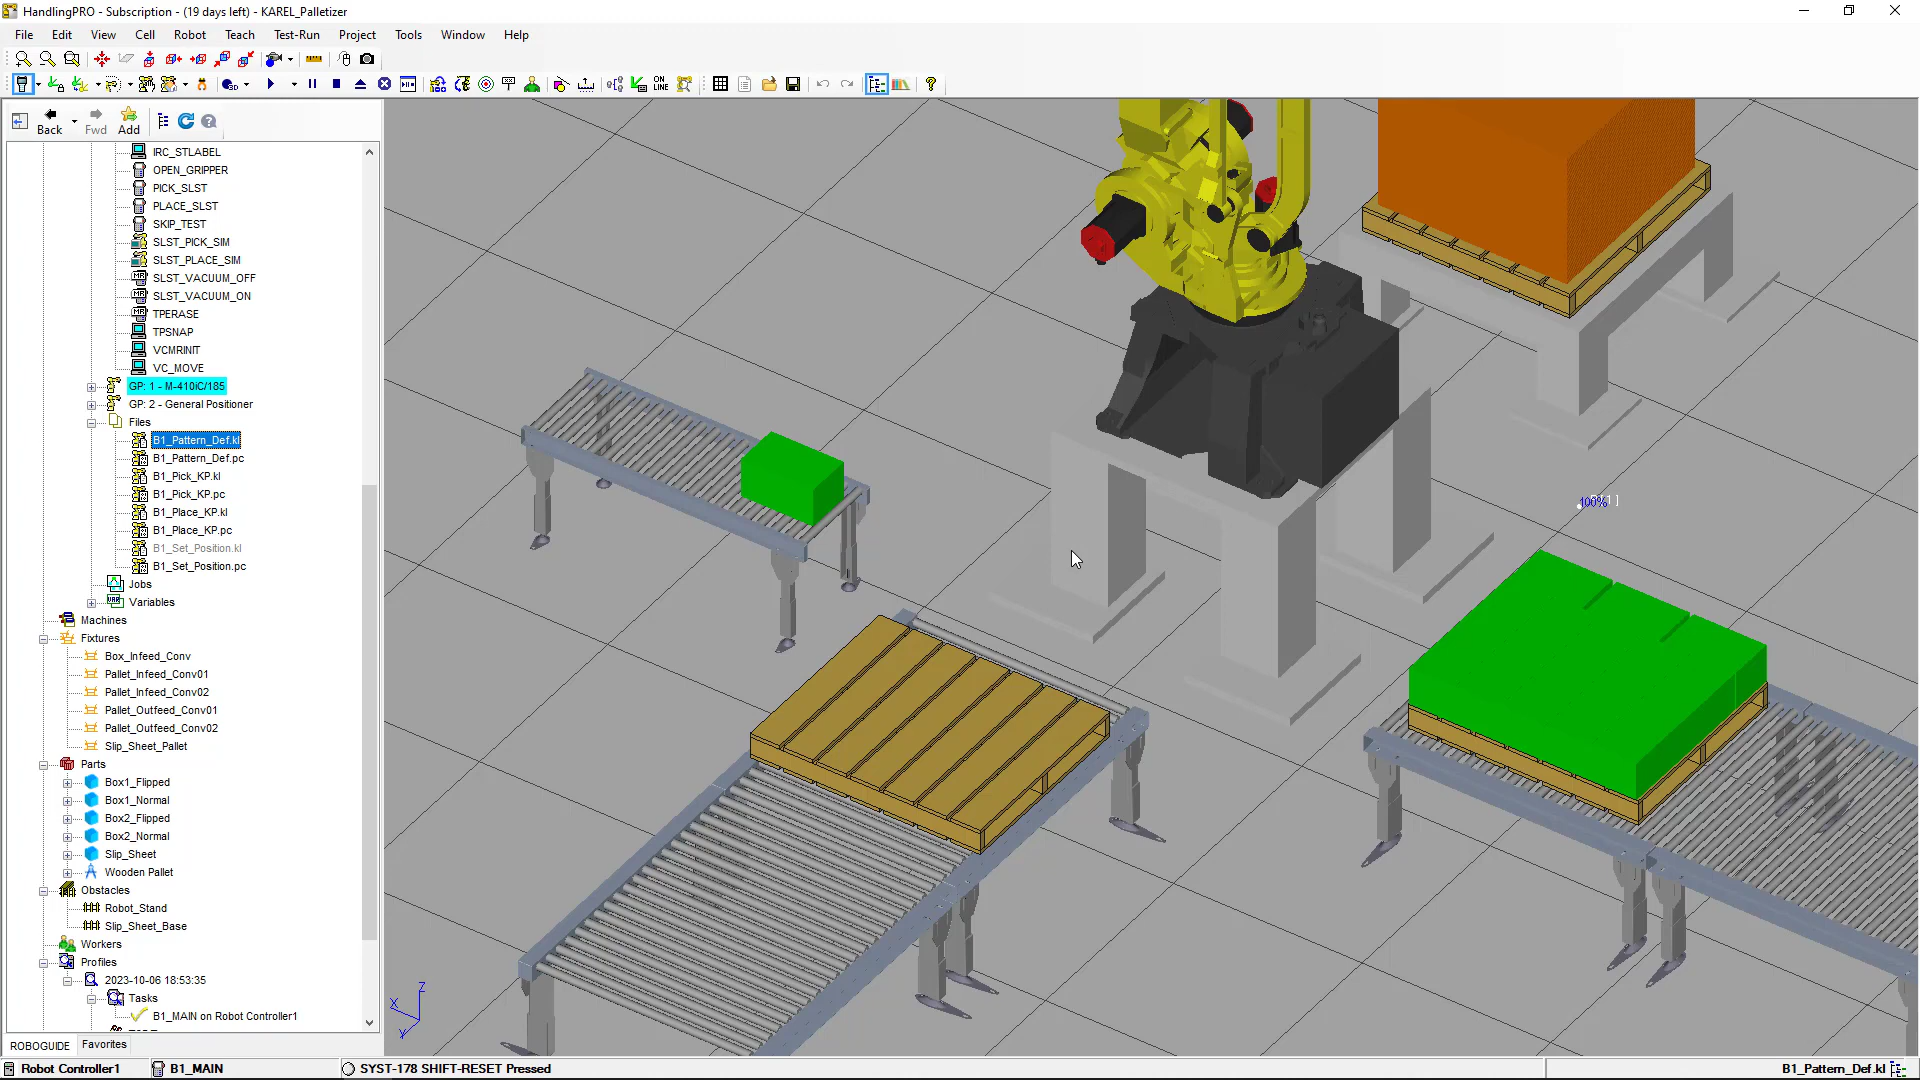 HandlingPRO - Subscription - (19 days left) - KAREL_Palletizer
File Edit View Cell Robot Teach Test-Run Project Tools Window Help
ON LINE
Back Fwd Add
IRC_STLABEL
OPEN_GRIPPER
PICK_SLST
PLACE_SLST
SKIP_TEST
SLST_PICK_SIM
SLST_PLACE_SIM
SLST_VACUUM_OFF
SLST_VACUUM_ON
TPERASE
TPSNAP
VCMRINIT
VC_MOVE
GP: 1 - M-410iC/185
GP: 2 - General Positioner
Files
B1_Pattern_Def.kl
B1_Pattern_Def.pc
B1_Pick_KP.kl
B1_Pick_KP.pc
B1_Place_KP.kl
B1_Place_KP.pc
B1_Set_Position.kl
B1_Set_Position.pc
Jobs
Variables
Machines
Fixtures
Box_Infeed_Conv
Pallet_Infeed_Conv01
Pallet_Infeed_Conv02
Pallet_Outfeed_Conv01
Pallet_Outfeed_Conv02
Slip_Sheet_Pallet
Parts
Box1_Flipped
Box1_Normal
Box2_Flipped
Box2_Normal
Slip_Sheet
Wooden Pallet
Obstacles
Robot_Stand
Slip_Sheet_Base
Workers
Profiles
2023-10-06 18:53:35
Tasks
B1_MAIN on Robot Controller1
ROBOGUIDE Favorites
100%
X Y Z
Robot Controller1 B1_MAIN SYST-178 SHIFT-RESET Pressed B1_Pattern_Def.kl